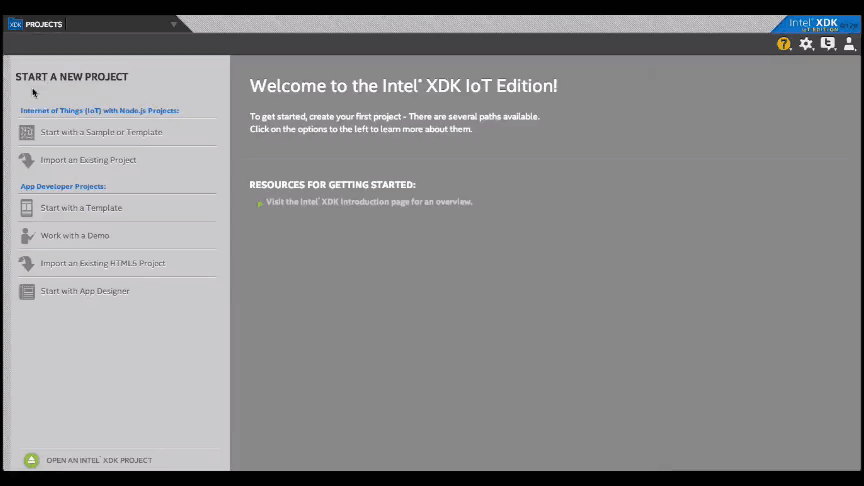 XDK PROJECTS
Intel® XDK
IoT EDITION
START A NEW PROJECT
Internet of Things (IoT) with Node.js Projects:
Start with a Sample or Template
Import an Existing Project
App Developer Projects:
Start with a Template
Work with a Demo
Import an Existing HTML5 Project
Start with App Designer
OPEN AN INTEL® XDK PROJECT
Welcome to the Intel® XDK IoT Edition!
To get started, create your first project - There are several paths available.
Click on the options to the left to learn more about them.
RESOURCES FOR GETTING STARTED:
Visit the Intel® XDK Introduction page for an overview.